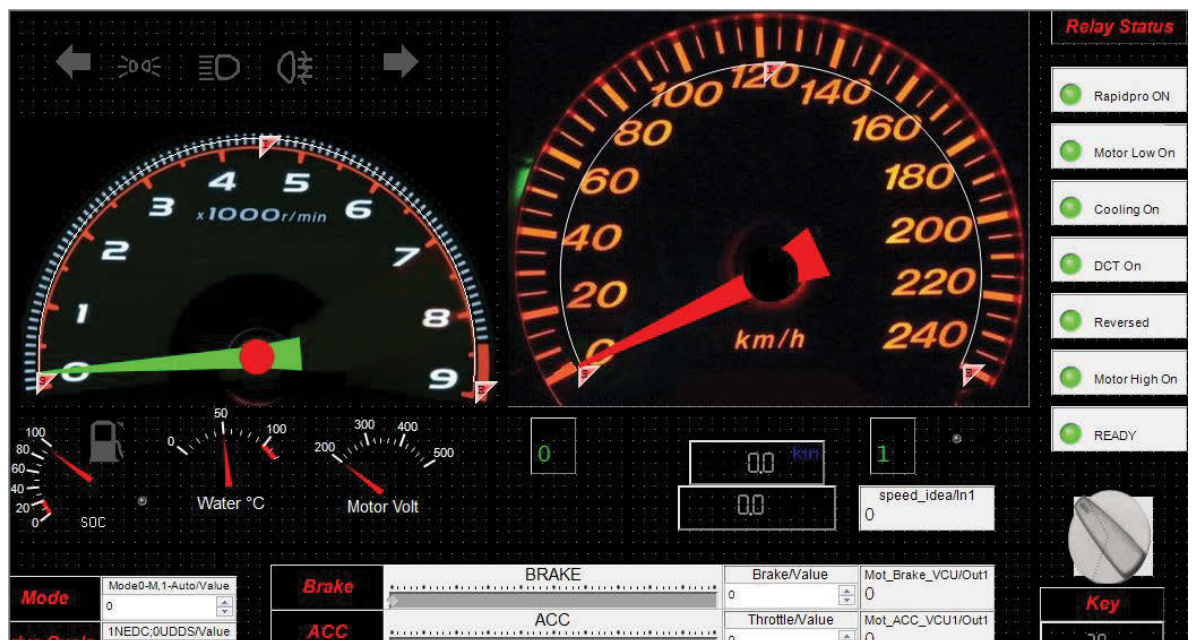 Relay Status
Rapidpro ON
Motor Low On
Cooling On
DCT On
Reversed
Motor High On
READY
0
1
2
3
4
5
6
7
8
9
x1000r/min
S
I
E
0
20
40
60
80
100
120
140
160
180
200
220
240
km/h
S
I
E
100
80
60
40
20
0
SOC
0
50
100
Water °C
200
300
400
500
Motor Volt
0
0.0 km
0.0
1
speed_idea/In1
0
Mode
Mode0-M,1-Auto/Value
0
1NEDC;0UDDS/Value
Brake
BRAKE
Brake/Value
0
Mot_Brake_VCU/Out1
0
ACC
ACC
Throttle/Value
Mot_ACC_VCU1/Out1
Key